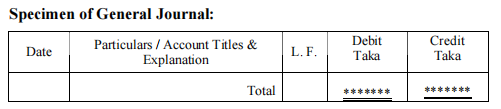 Specimen of General Journal:
Date Particulars / Account Titles & Explanation L. F. Debit Taka Credit Taka
Total ******* *******